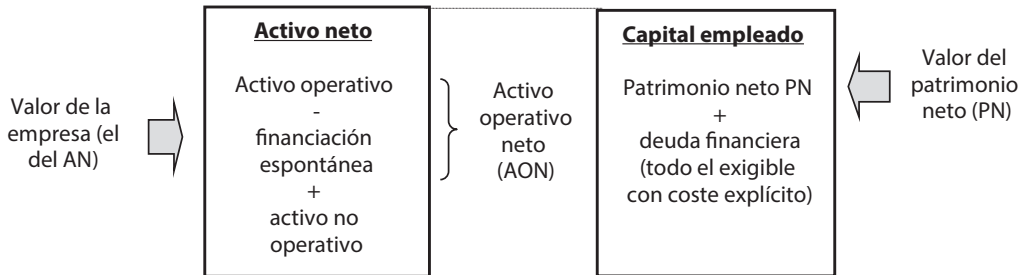 Valor de la
empresa (el
del AN)
Activo neto
Activo operativo
-
financiación
espontánea
+
activo no
operativo
Activo
operativo
neto
(AON)
Capital empleado
Patrimonio neto PN
+
deuda financiera
(todo el exigible
con coste explícito)
Valor del
patrimonio
neto (PN)